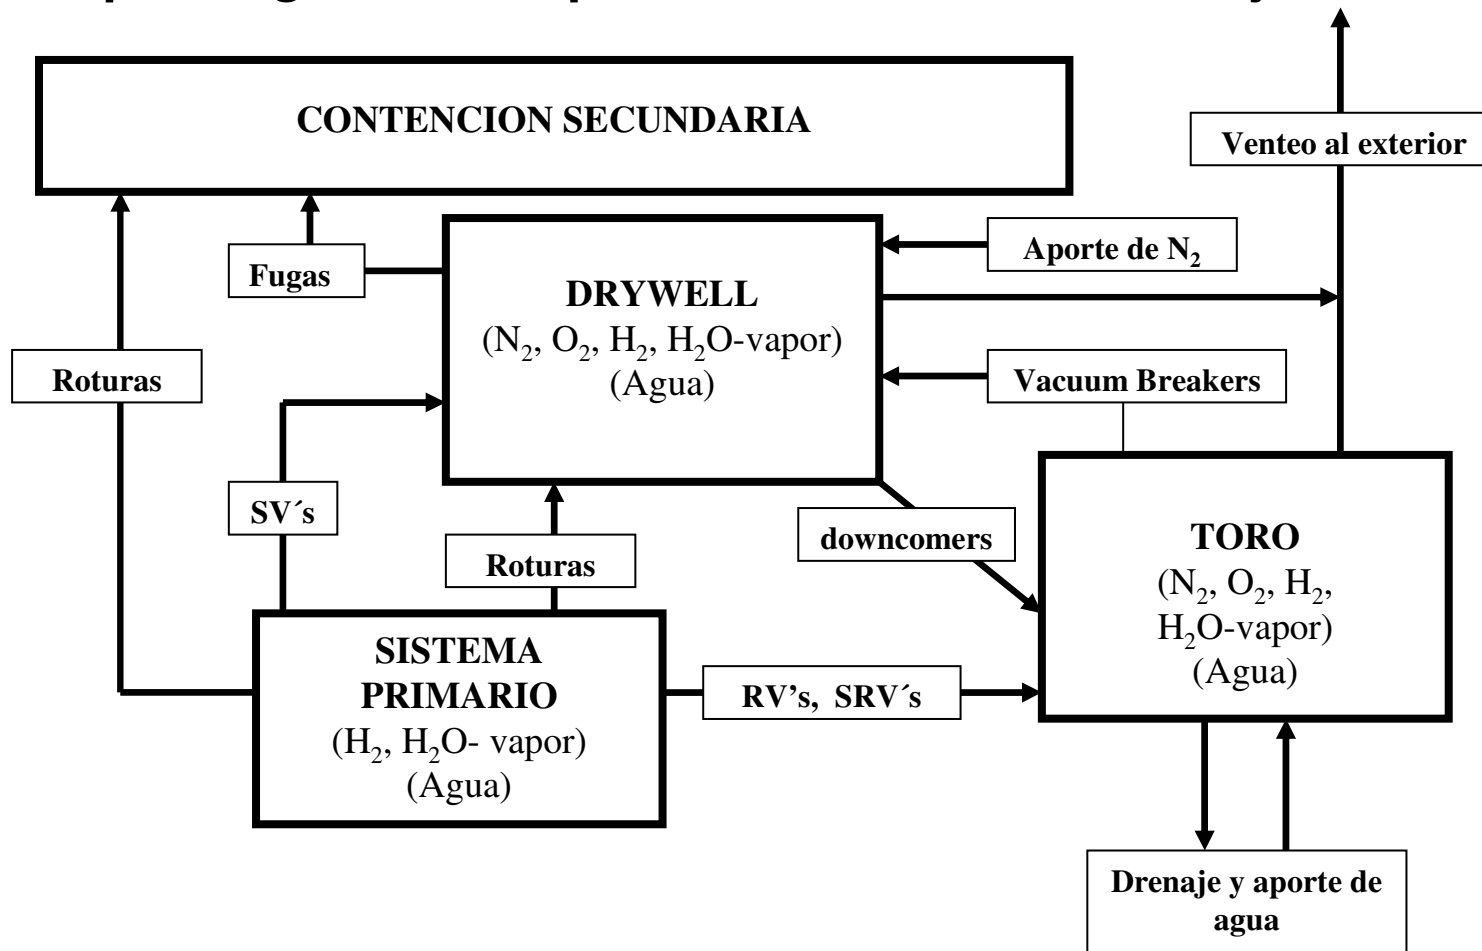 CONTENCION SECUNDARIA
Venteo al exterior
Fugas
DRYWELL
(N₂, O₂, H₂, H₂O-vapor)
(Agua)
Aporte de N₂
Roturas
Vacuum Breakers
SV´s
Roturas
downcomers
TORO
(N₂, O₂, H₂,
H₂O-vapor)
(Agua)
SISTEMA
PRIMARIO
(H₂, H₂O- vapor)
(Agua)
RV's, SRV´s
Drenaje y aporte de
agua